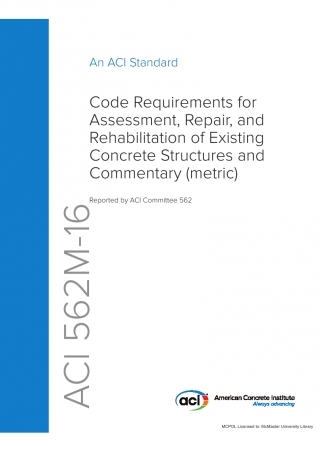 An ACI Standard
Code Requirements for
Assessment, Repair, and
Rehabilitation of Existing
Concrete Structures and
Commentary (metric)
Reported by ACI Committee 562
ACI 562M-16
aci
American Concrete Institute
Always advancing
MCPDL Licensed to: McMaster University Library